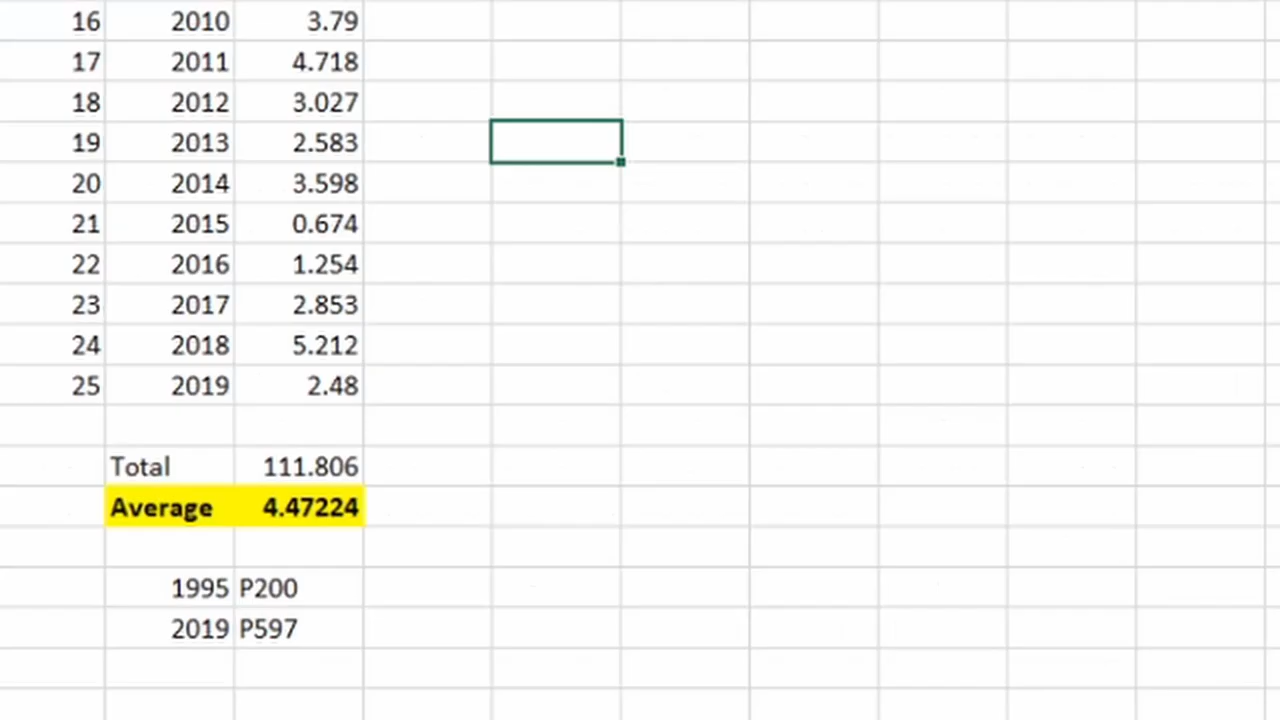 16 2010 3.79
17 2011 4.718
18 2012 3.027
19 2013 2.583
20 2014 3.598
21 2015 0.674
22 2016 1.254
23 2017 2.853
24 2018 5.212
25 2019 2.48
Total 111.806
Average 4.47224
1995 P200
2019 P597